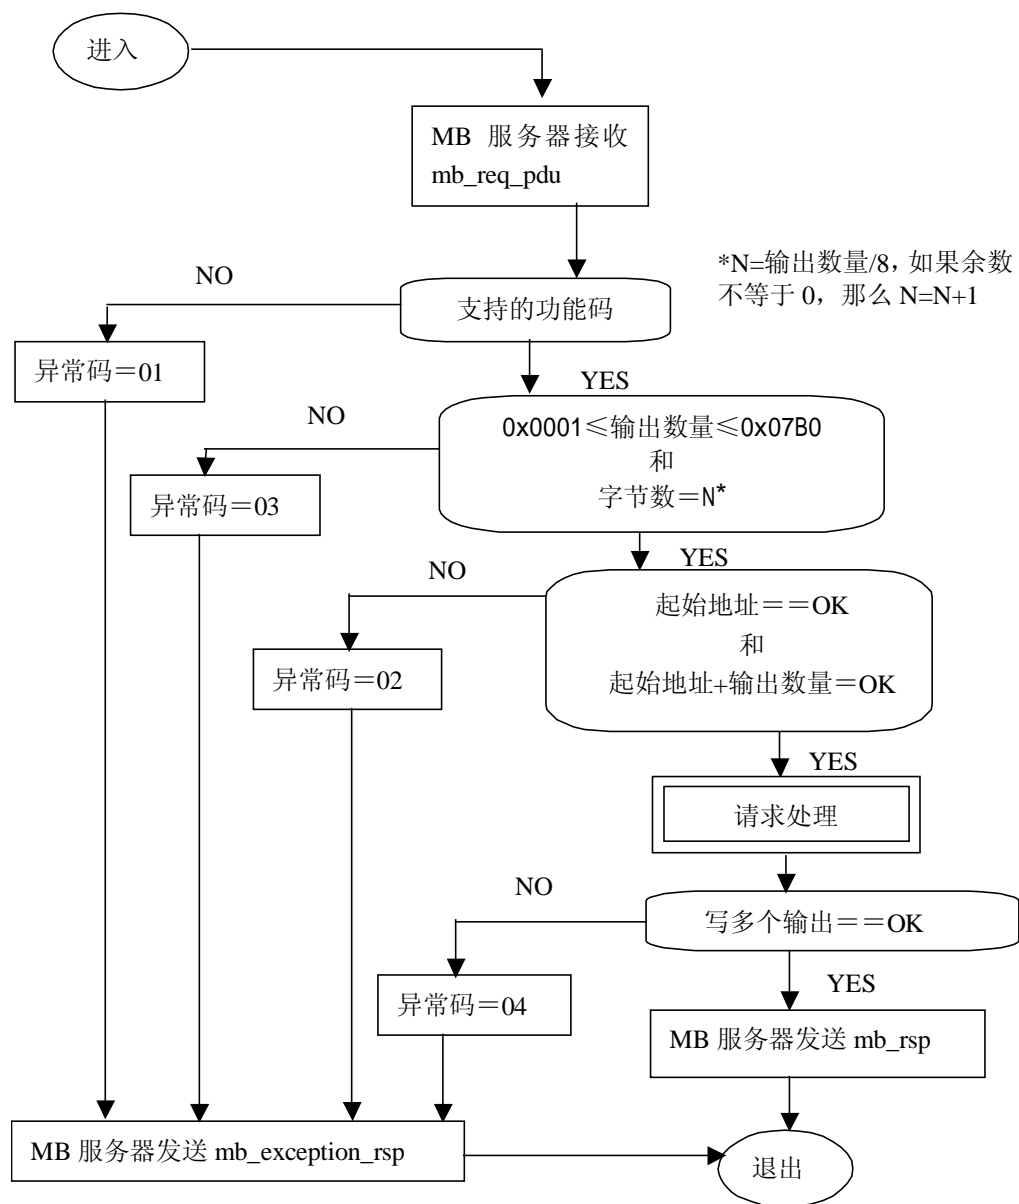 进入
MB 服务器接收
mb_req_pdu
*N=输出数量/8，如果余数
不等于 0，那么 N=N+1
NO
支持的功能码
异常码＝01
YES
NO
0x0001≤输出数量≤0x07B0
和
字节数＝N*
异常码＝03
YES
NO
起始地址＝＝OK
和
起始地址+输出数量＝OK
异常码＝02
YES
请求处理
NO
写多个输出＝＝OK
YES
异常码＝04
MB 服务器发送 mb_rsp
MB 服务器发送 mb_exception_rsp
退出